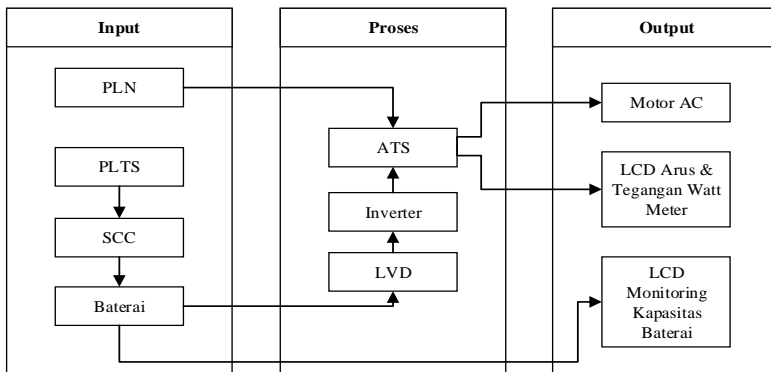 Input
Proses
Output
PLN
PLTS
SCC
Baterai
ATS
Inverter
LVD
Motor AC
LCD Arus &
Tegangan Watt
Meter
LCD
Monitoring
Kapasitas
Baterai